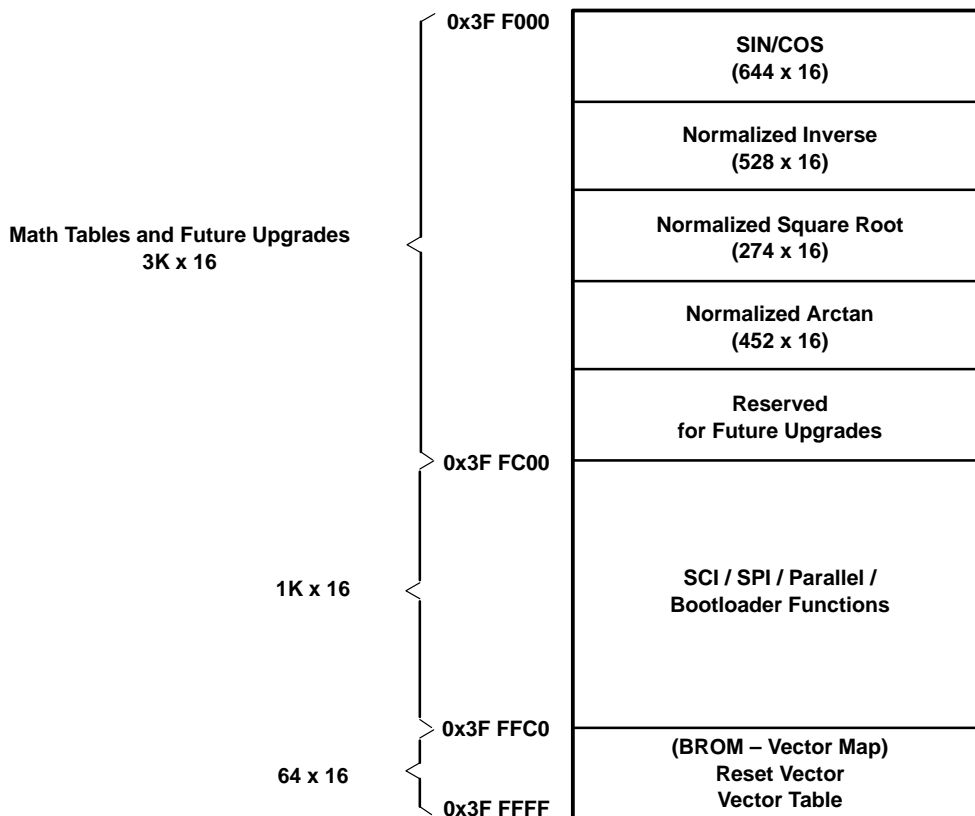 0x3F F000
SIN/COS
(644 x 16)
Normalized Inverse
(528 x 16)
Normalized Square Root
(274 x 16)
Math Tables and Future Upgrades
3K x 16
Normalized Arctan
(452 x 16)
Reserved
for Future Upgrades
0x3F FC00
1K x 16
SCI / SPI / Parallel /
Bootloader Functions
0x3F FFC0
(BROM – Vector Map)
Reset Vector
Vector Table
64 x 16
0x3F FFFF